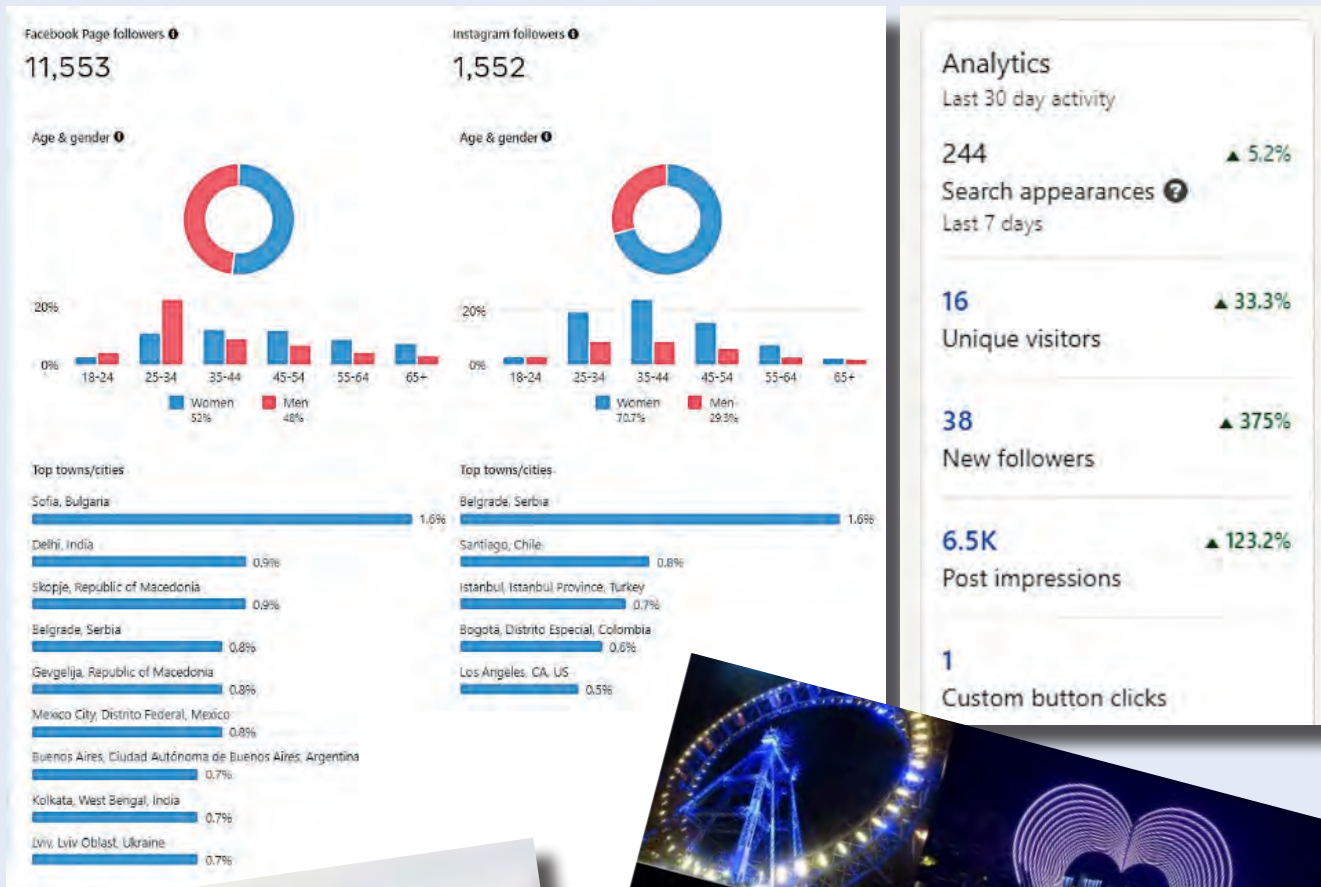 Facebook Page followers
11,553
Age & gender
20%
0%
18-24 25-34 35-44 45-54 55-64 65+
Women Men
52% 48%
Top towns/cities
Sofia, Bulgaria
1.6%
Delhi, India
0.9%
Skopje, Republic of Macedonia
0.9%
Belgrade, Serbia
0.8%
Gevgelija, Republic of Macedonia
0.8%
Mexico City, Distrito Federal, Mexico
0.8%
Buenos Aires, Ciudad Autónoma de Buenos Aires, Argentina
0.7%
Kolkata, West Bengal, India
0.7%
Lviv, Lviv Oblast, Ukraine
0.7%
Instagram followers
1,552
Age & gender
20%
0%
18-24 25-34 35-44 45-54 55-64 65+
Women Men
70.7% 29.3%
Top towns/cities
Belgrade, Serbia
1.6%
Santiago, Chile
0.8%
Istanbul, Istanbul Province, Turkey
0.7%
Bogotá, Distrito Especial, Colombia
0.6%
Los Angeles, CA, US
0.5%
Analytics
Last 30 day activity
244 ▲ 5.2%
Search appearances
Last 7 days
16 ▲ 33.3%
Unique visitors
38 ▲ 375%
New followers
6.5K ▲ 123.2%
Post impressions
1
Custom button clicks